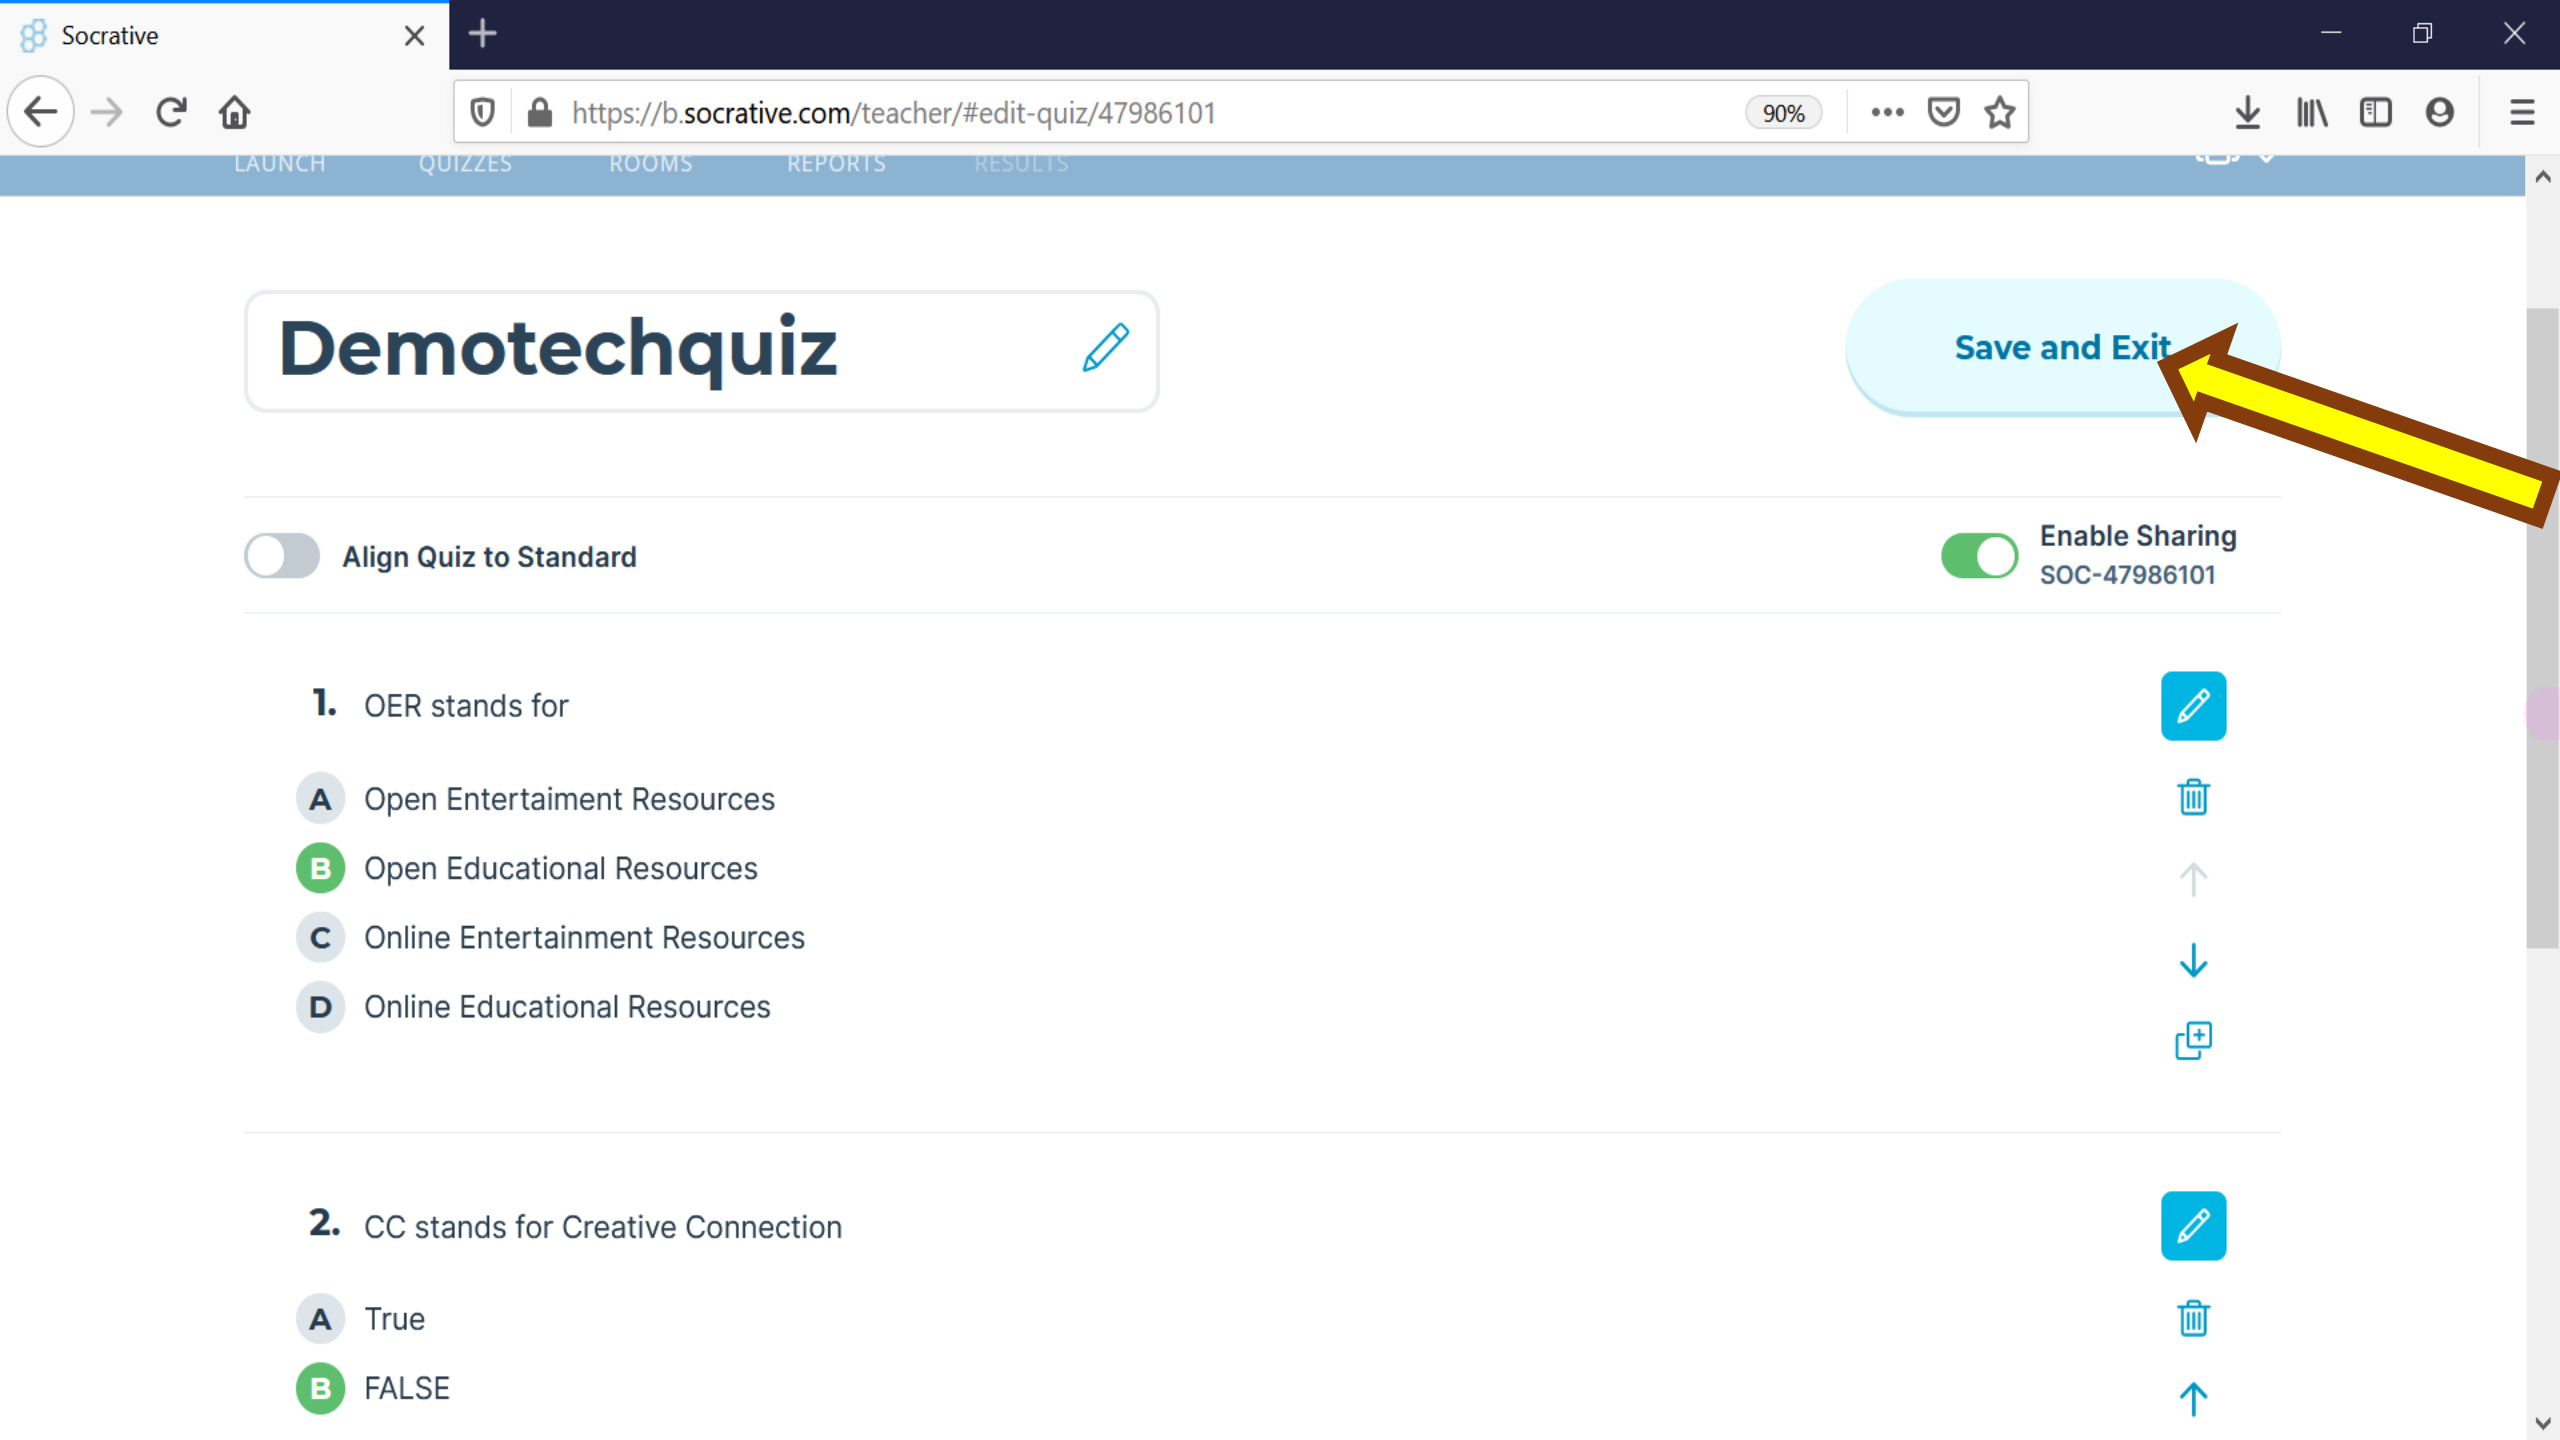 Socrative
https://b.socrative.com/teacher/#edit-quiz/47986101
90%
LAUNCH QUIZZES ROOMS REPORTS RESULTS
Demotechquiz
Save and Exit
Align Quiz to Standard
Enable Sharing
SOC-47986101
1. OER stands for
A Open Entertaiment Resources
B Open Educational Resources
C Online Entertainment Resources
D Online Educational Resources
2. CC stands for Creative Connection
A True
B FALSE